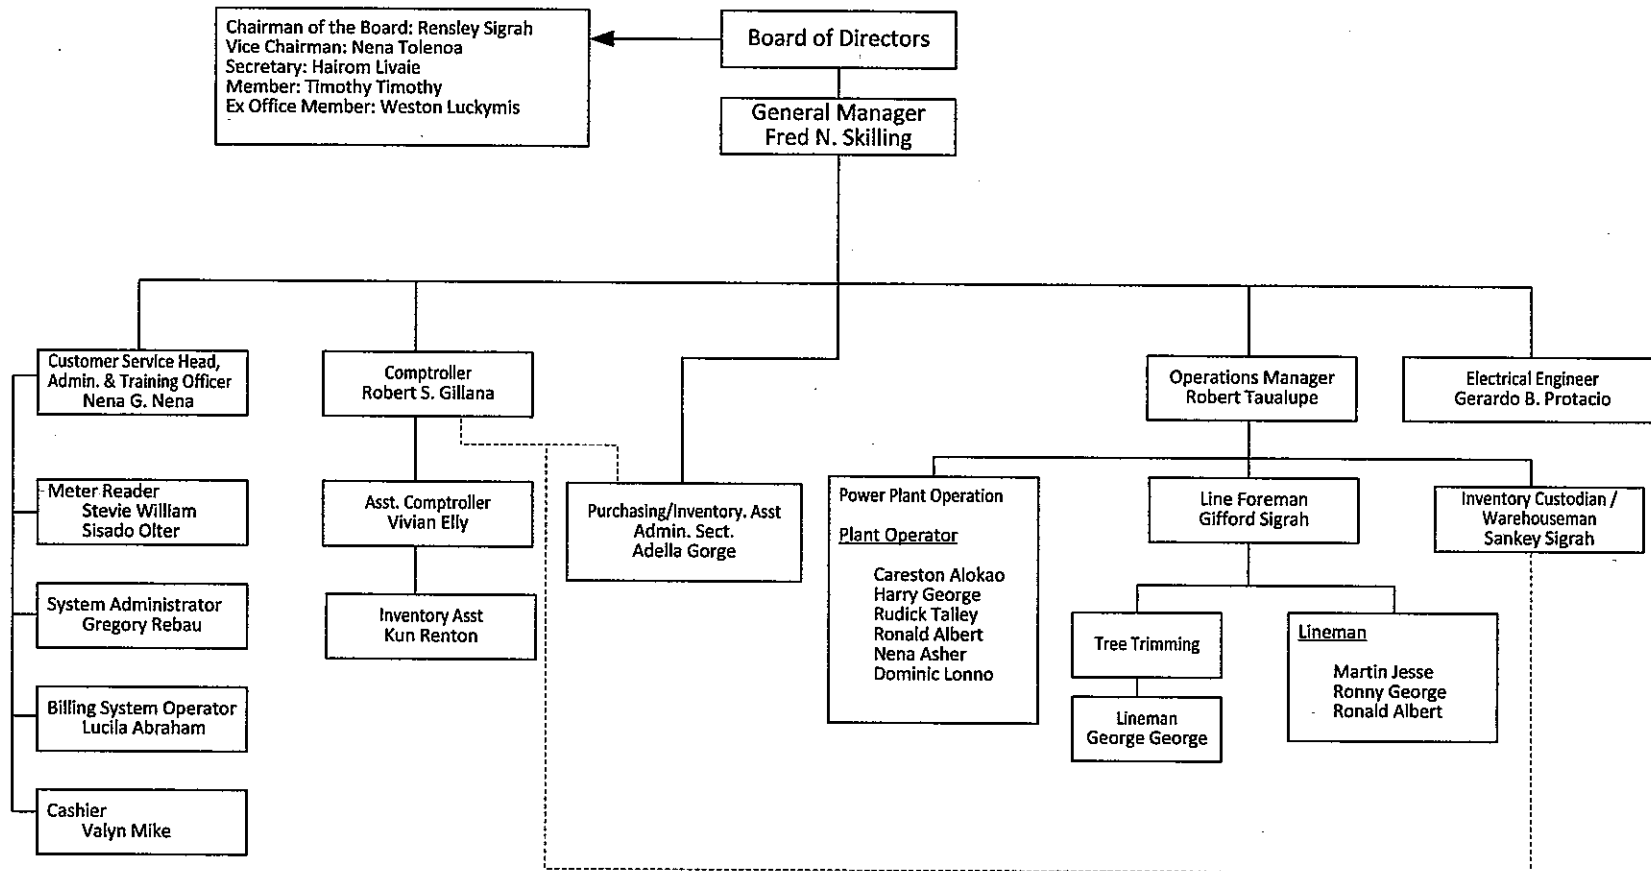 Chairman of the Board: Rensley Sigrah
Vice Chairman: Nena Tolenoa
Secretary: Hairom Livaie
Member: Timothy Timothy
Ex Office Member: Weston Luckymis
Board of Directors
General Manager
Fred N. Skilling
Customer Service Head,
Admin. & Training Officer
Nena G. Nena
Meter Reader
Stevie William
Sisado Olter
System Administrator
Gregory Rebau
Billing System Operator
Lucila Abraham
Cashier
Valyn Mike
Comptroller
Robert S. Gillana
Asst. Comptroller
Vivian Elly
Inventory Asst
Kun Renton
Purchasing/Inventory. Asst
Admin. Sect.
Adella Gorge
Operations Manager
Robert Taualupe
Power Plant Operation
Plant Operator
Careston Alokao
Harry George
Rudick Talley
Ronald Albert
Nena Asher
Dominic Lonno
Line Foreman
Gifford Sigrah
Tree Trimming
Lineman
George George
Lineman
Martin Jesse
Ronny George
Ronald Albert
Inventory Custodian /
Warehouseman
Sankey Sigrah
Electrical Engineer
Gerardo B. Protacio